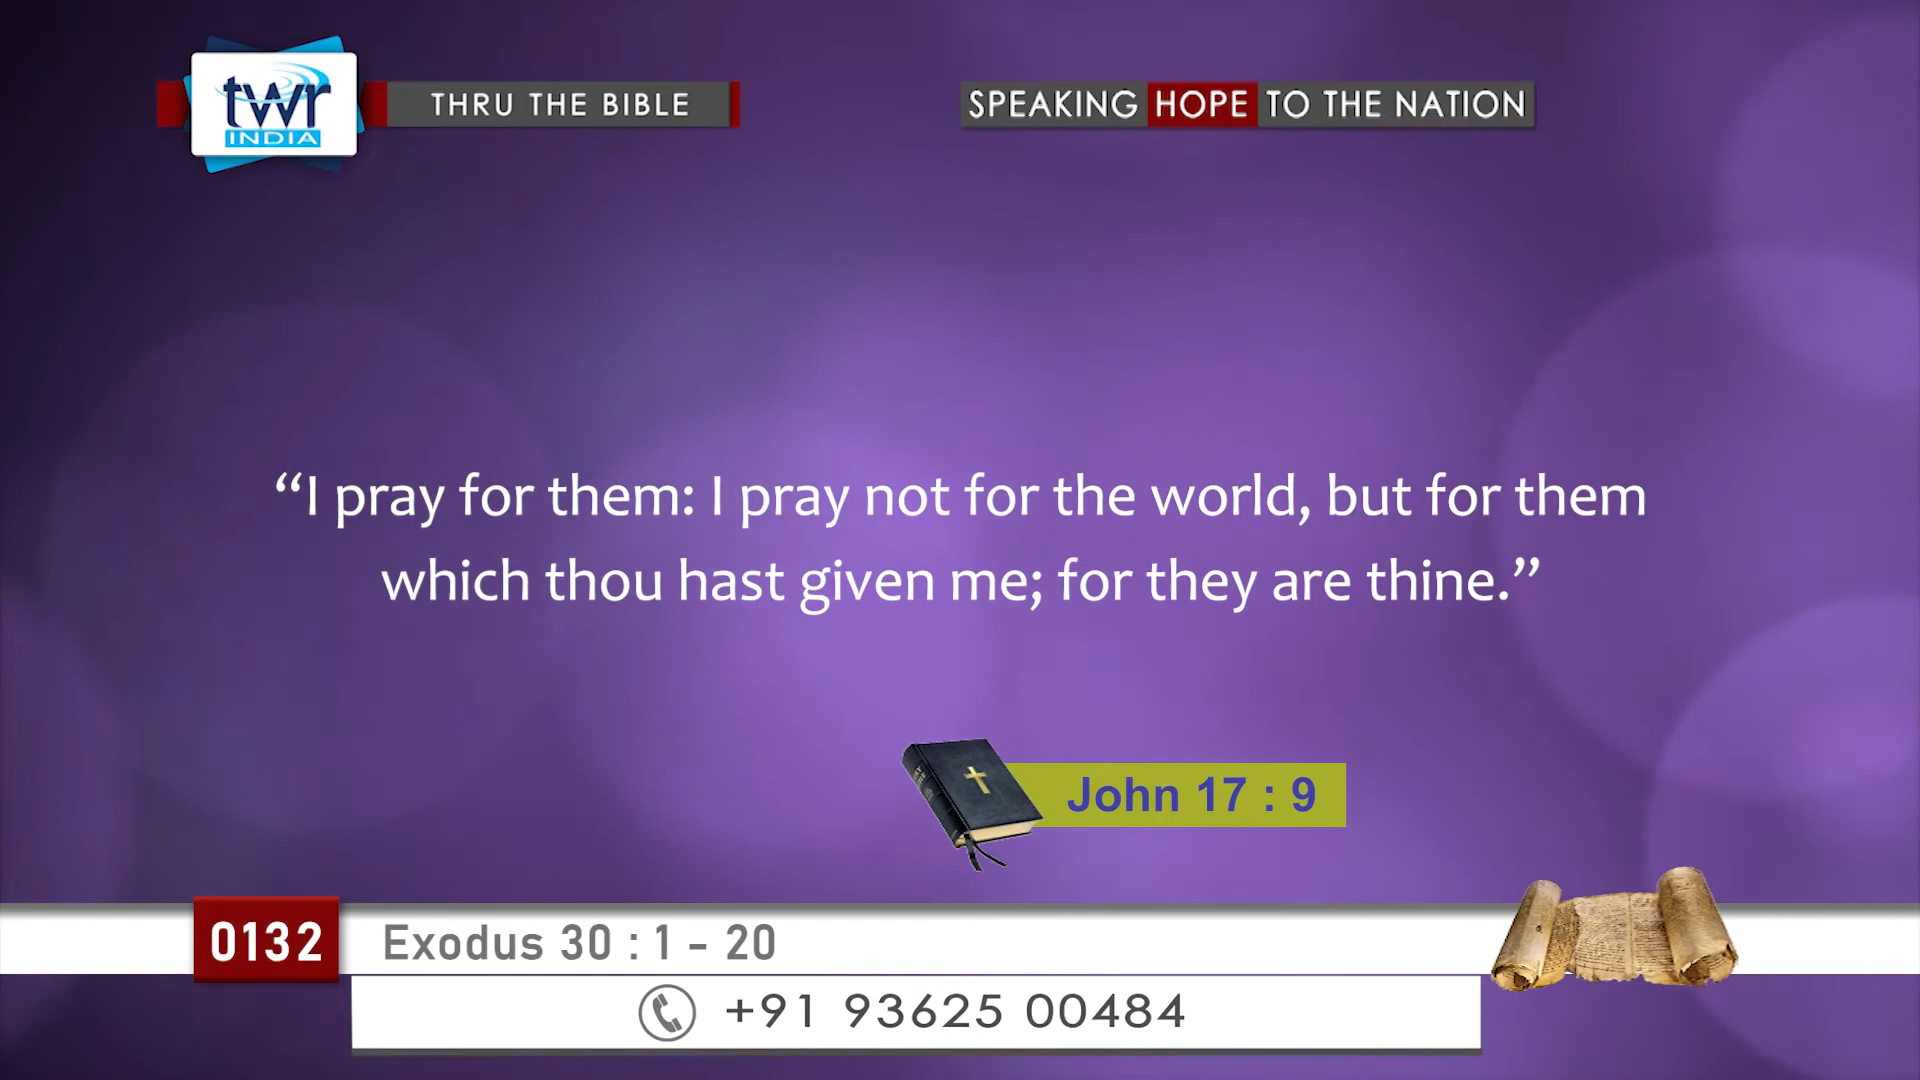 twr
INDIA
THRU THE BIBLE
SPEAKING HOPE TO THE NATION
“I pray for them: I pray not for the world, but for them
which thou hast given me; for they are thine.”
John 17 : 9
0132
Exodus 30 : 1 - 20
+91 93625 00484